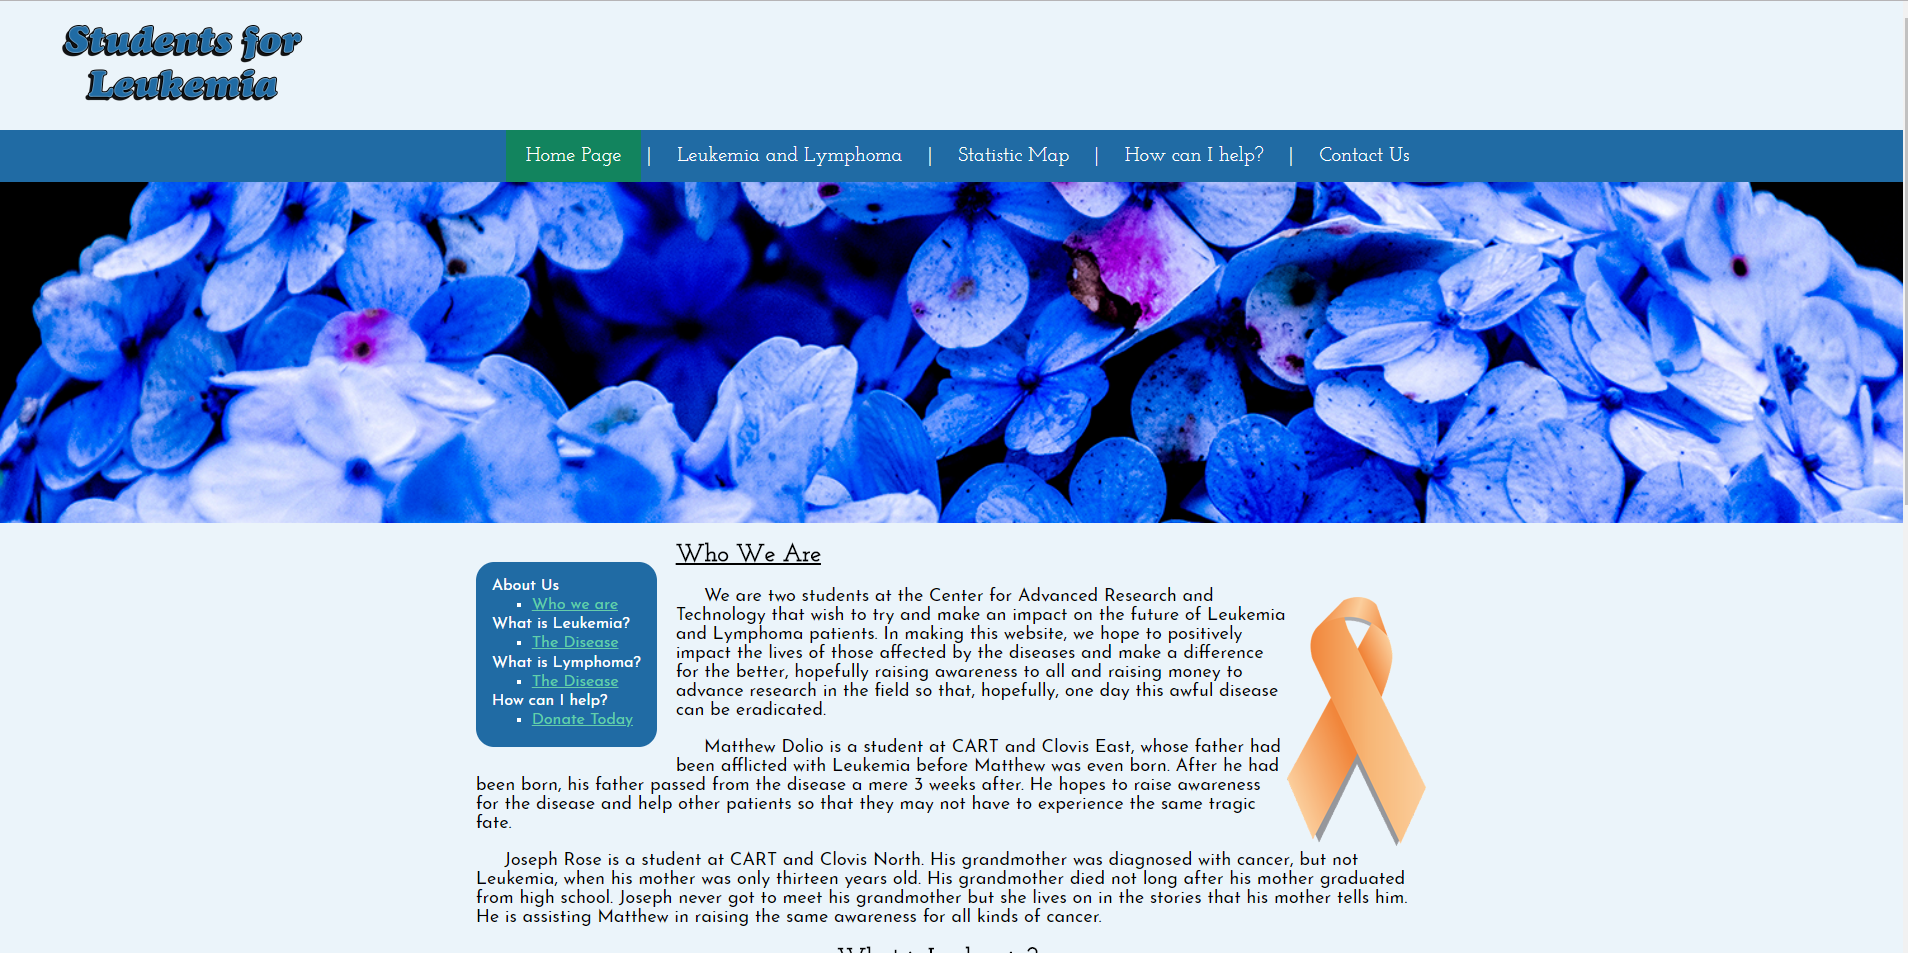 Students for
Leukemia
Home Page | Leukemia and Lymphoma | Statistic Map | How can I help? | Contact Us
About Us
Who we are
What is Leukemia?
The Disease
What is Lymphoma?
The Disease
How can I help?
Donate Today
Who We Are
We are two students at the Center for Advanced Research and
Technology that wish to try and make an impact on the future of Leukemia
and Lymphoma patients. In making this website, we hope to positively
impact the lives of those affected by the diseases and make a difference
for the better, hopefully raising awareness to all and raising money to
advance research in the field so that, hopefully, one day this awful disease
can be eradicated.
Matthew Dolio is a student at CART and Clovis East, whose father had
been afflicted with Leukemia before Matthew was even born. After he had
been born, his father passed from the disease a mere 3 weeks after. He hopes to raise awareness
for the disease and help other patients so that they may not have to experience the same tragic
fate.
Joseph Rose is a student at CART and Clovis North. His grandmother was diagnosed with cancer, but not
Leukemia, when his mother was only thirteen years old. His grandmother died not long after his mother graduated
from high school. Joseph never got to meet his grandmother but she lives on in the stories that his mother tells him.
He is assisting Matthew in raising the same awareness for all kinds of cancer.
What is Leukemia?